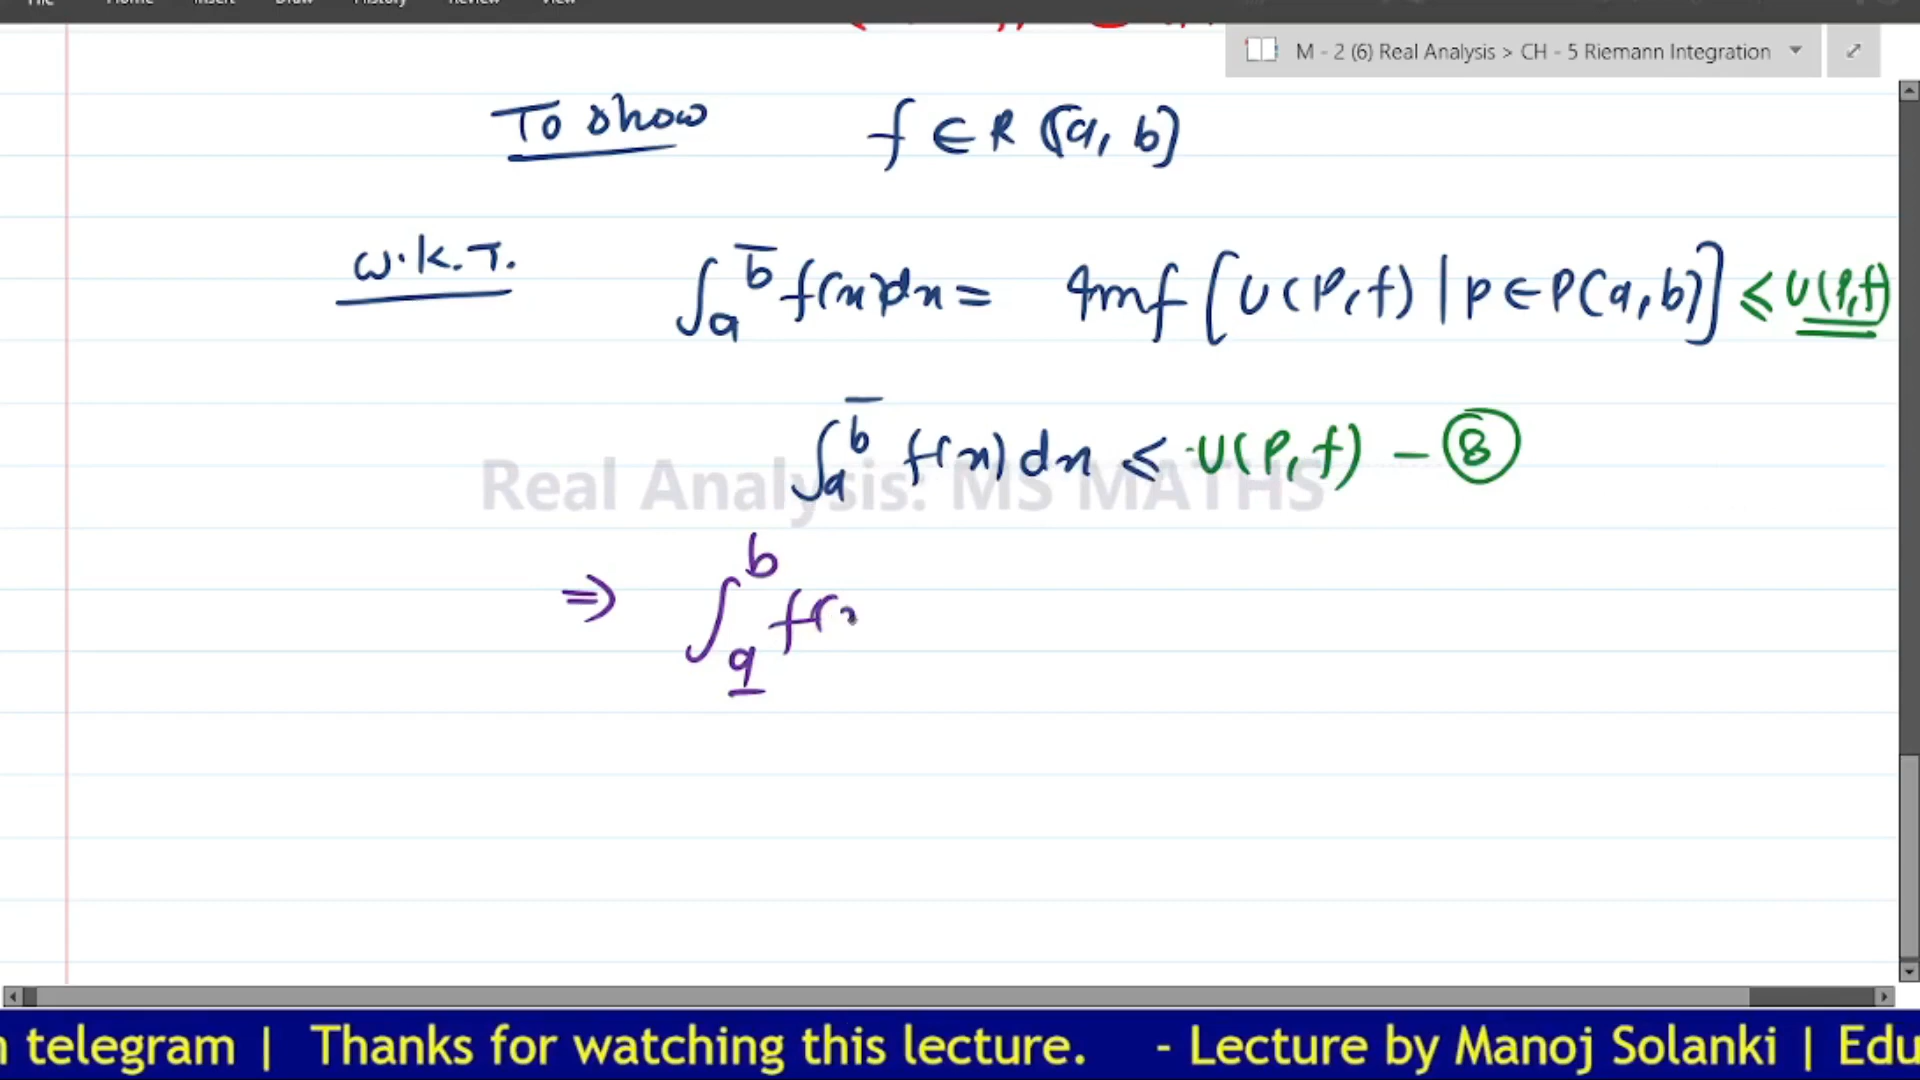 M - 2 (6) Real Analysis > CH - 5 Riemann Integration
To show f ∈ R [a, b]
w.k.T. ∫_a^b̅ f(x)dx = Inf [U(P,f) | P ∈ P(a,b)] ≤ U(P,f)
∫_a^b̅ f(x) dx ≤ U(P,f) — ⑧
Real Analysis: MS MATHS
⇒ ∫_a̲^b f(x
n telegram | Thanks for watching this lecture. - Lecture by Manoj Solanki | Edu